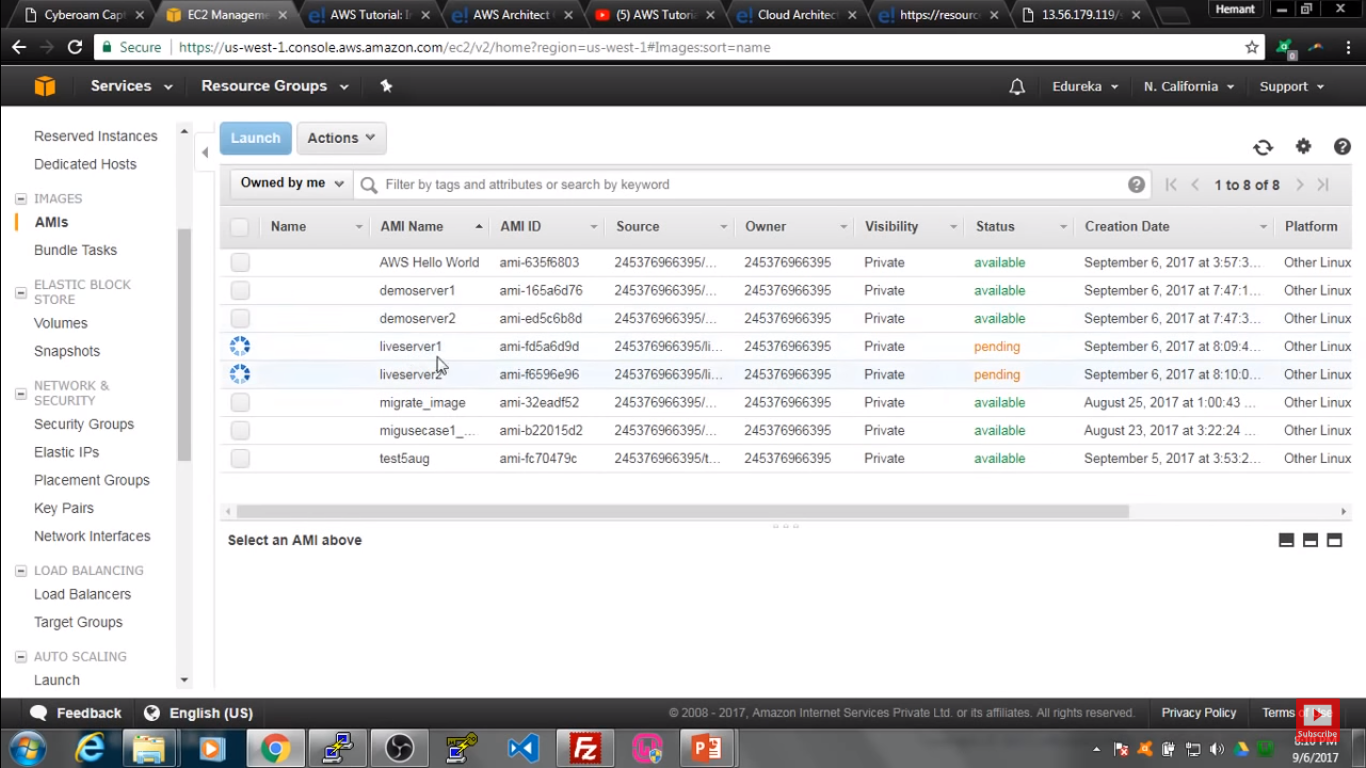 Cyberoam Capt
EC2 Managemen
AWS Tutorial: I
AWS Architect
(5) AWS Tutoria
Cloud Architect
https://resourc
13.56.179.119/s
Hemant
Secure
https://us-west-1.console.aws.amazon.com/ec2/v2/home?region=us-west-1#Images:sort=name
0
Services
Resource Groups
Edureka
N. California
Support
Reserved Instances
Dedicated Hosts
IMAGES
AMIs
Bundle Tasks
ELASTIC BLOCK
STORE
Volumes
Snapshots
NETWORK &
SECURITY
Security Groups
Elastic IPs
Placement Groups
Key Pairs
Network Interfaces
LOAD BALANCING
Load Balancers
Target Groups
AUTO SCALING
Launch
Launch
Actions
Owned by me
Filter by tags and attributes or search by keyword
1 to 8 of 8
Name AMI Name AMI ID Source Owner Visibility Status Creation Date Platform
AWS Hello World ami-635f6803 245376966395/... 245376966395 Private available September 6, 2017 at 3:57:3... Other Linux
demoserver1 ami-165a6d76 245376966395/... 245376966395 Private available September 6, 2017 at 7:47:1... Other Linux
demoserver2 ami-ed5c6b8d 245376966395/... 245376966395 Private available September 6, 2017 at 7:47:3... Other Linux
liveserver1 ami-fd5a6d9d 245376966395/li... 245376966395 Private pending September 6, 2017 at 8:09:4... Other Linux
liveserver2 ami-f6596e96 245376966395/li... 245376966395 Private pending September 6, 2017 at 8:10:0... Other Linux
migrate_image ami-32eadf52 245376966395/... 245376966395 Private available August 25, 2017 at 1:00:43 ... Other Linux
migusecase1_... ami-b22015d2 245376966395/... 245376966395 Private available August 23, 2017 at 3:22:24 ... Other Linux
test5aug ami-fc70479c 245376966395/t... 245376966395 Private available September 5, 2017 at 3:53:2... Other Linux
Select an AMI above
Feedback
English (US)
© 2008 - 2017, Amazon Internet Services Private Ltd. or its affiliates. All rights reserved.
Privacy Policy
Terms of Use
Subscribe
8:10 PM
9/6/2017